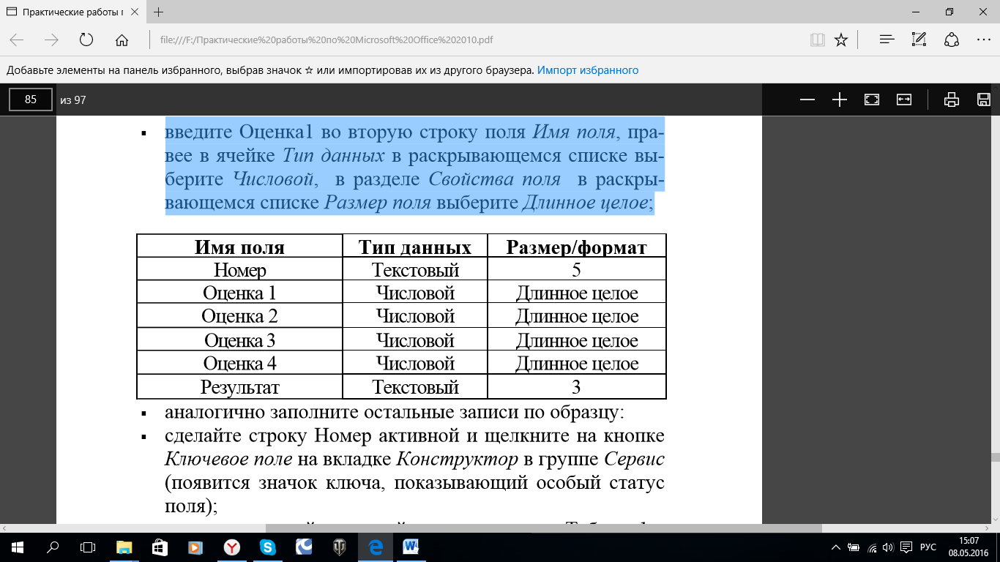 Практические работы п
file:///F:/Практические%20работы%20по%20Microsoft%20Office%202010.pdf
Добавьте элементы на панель избранного, выбрав значок ☆ или импортировав их из другого браузера. Импорт избранного
85 из 97
введите Оценка1 во вторую строку поля Имя поля, пра-
вее в ячейке Тип данных в раскрывающемся списке вы-
берите Числовой, в разделе Свойства поля в раскры-
вающемся списке Размер поля выберите Длинное целое;
Имя поля Тип данных Размер/формат
Номер Текстовый 5
Оценка 1 Числовой Длинное целое
Оценка 2 Числовой Длинное целое
Оценка 3 Числовой Длинное целое
Оценка 4 Числовой Длинное целое
Результат Текстовый 3
аналогично заполните остальные записи по образцу:
сделайте строку Номер активной и щелкните на кнопке
Ключевое поле на вкладке Конструктор в группе Сервис
(появится значок ключа, показывающий особый статус
поля);
РУС
15:07
08.05.2016